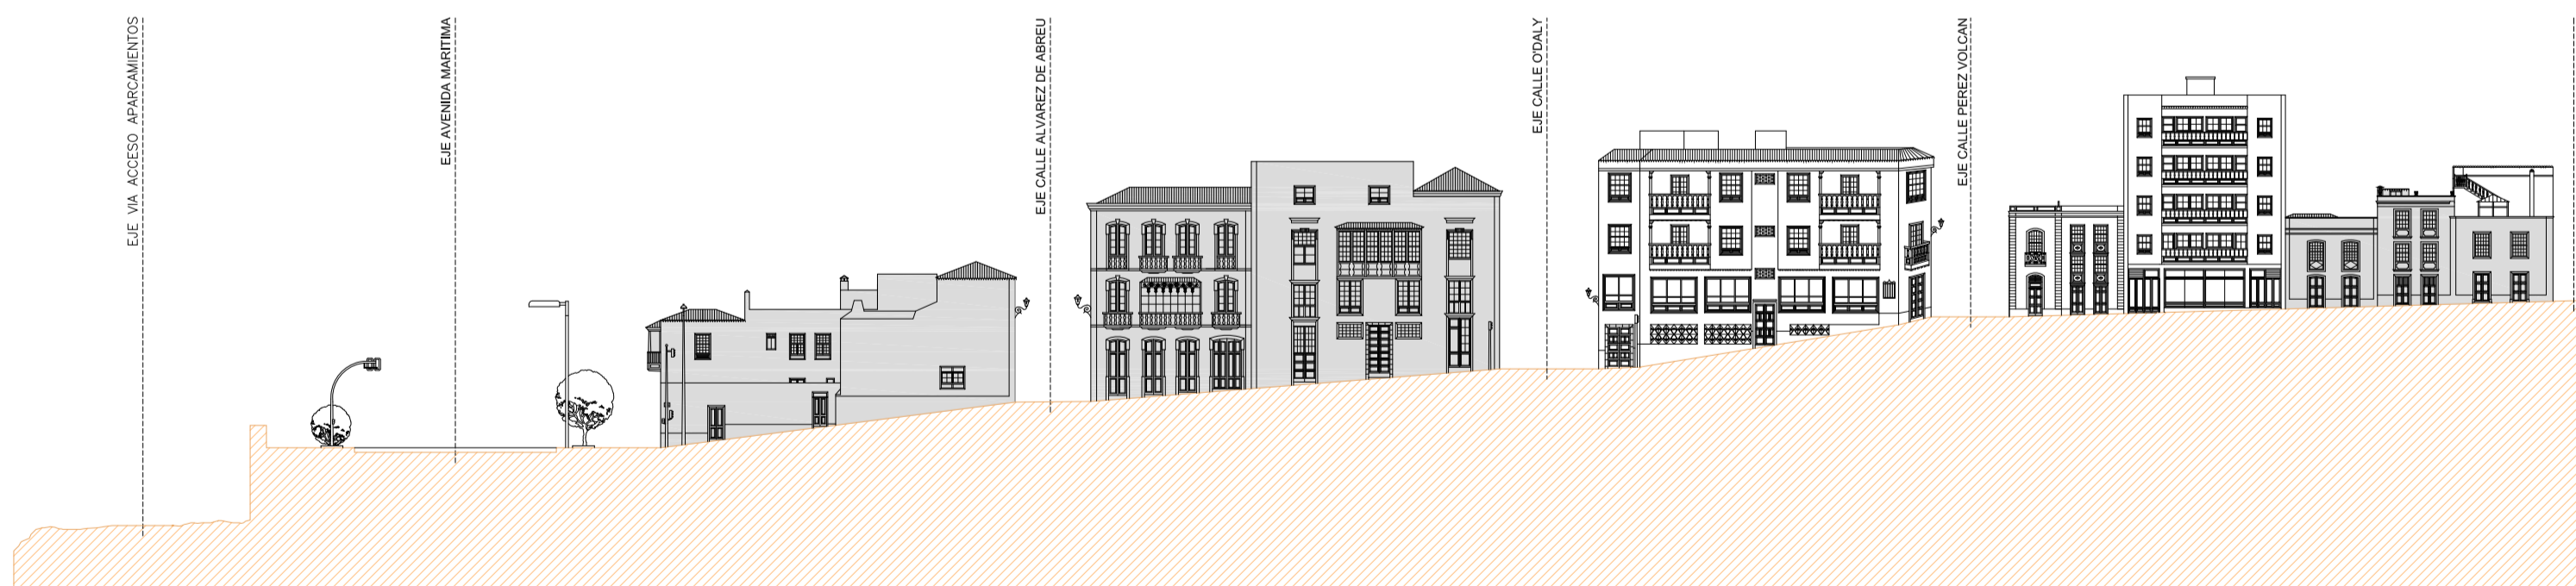 EJE VIA ACCESO APARCAMIENTOS
EJE AVENIDA MARITIMA
EJE CALLE ALVAREZ DE ABREU
EJE CALLE O'DALY
EJE CALLE PEREZ VOLCAN